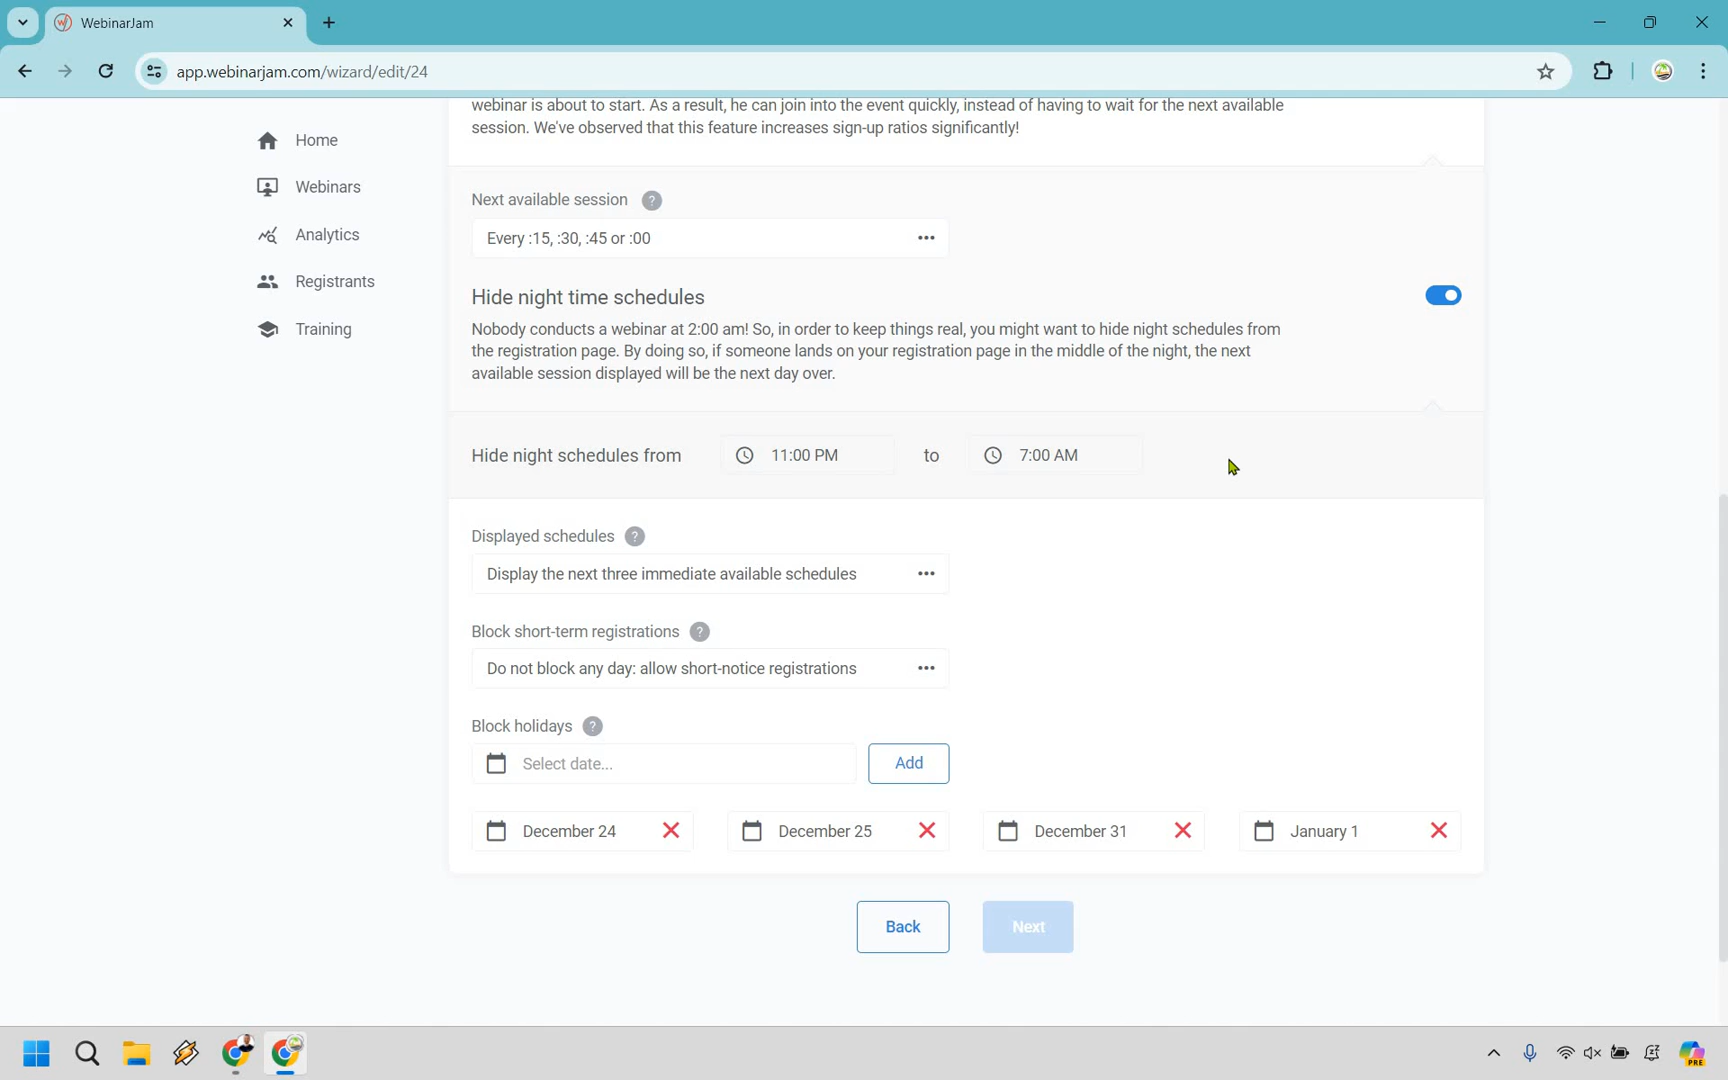 WebinarJam
app.webinarjam.com/wizard/edit/24
webinar is about to start. As a result, he can join into the event quickly, instead of having to wait for the next available
session. We've observed that this feature increases sign-up ratios significantly!
Home
Webinars
Analytics
Registrants
Training
Next available session ?
Every :15, :30, :45 or :00
Hide night time schedules
Nobody conducts a webinar at 2:00 am! So, in order to keep things real, you might want to hide night schedules from
the registration page. By doing so, if someone lands on your registration page in the middle of the night, the next
available session displayed will be the next day over.
Hide night schedules from 11:00 PM to 7:00 AM
Displayed schedules ?
Display the next three immediate available schedules
Block short-term registrations ?
Do not block any day: allow short-notice registrations
Block holidays ?
Select date... Add
December 24 December 25 December 31 January 1
Back Next
PRE